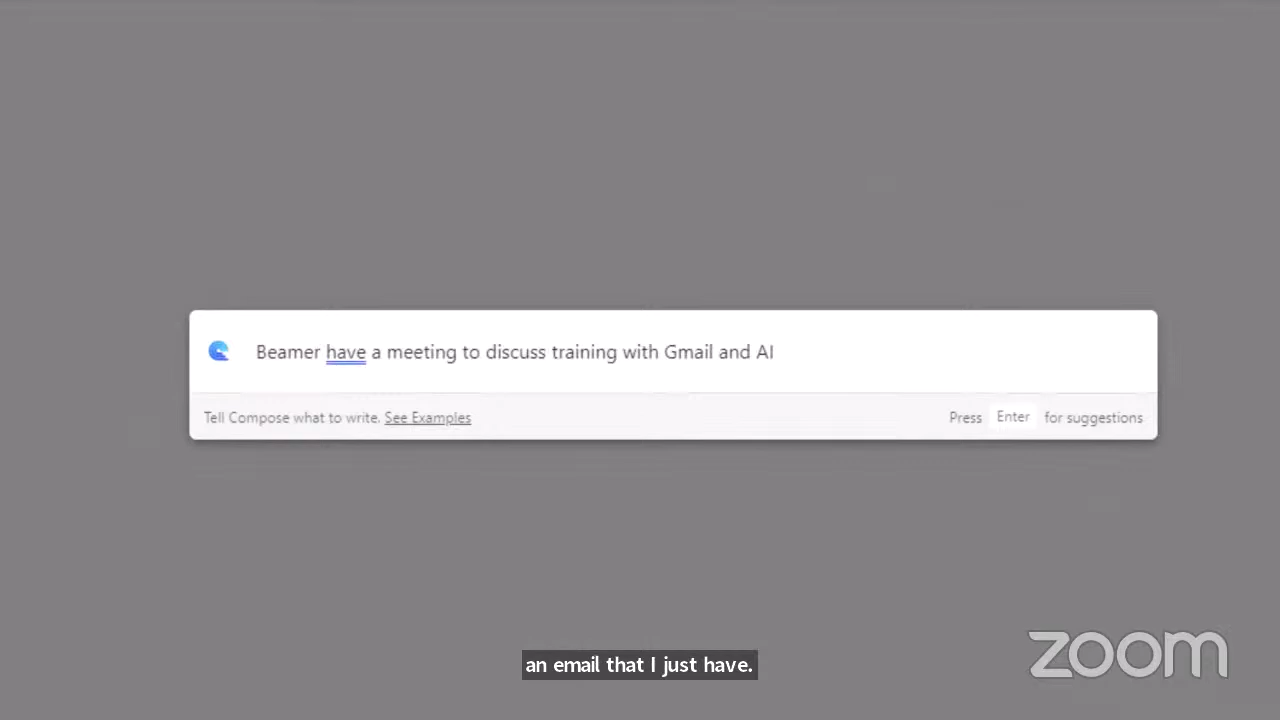 Beamer have a meeting to discuss training with Gmail and AI
Tell Compose what to write. See Examples
Press Enter for suggestions
an email that I just have.
zoom